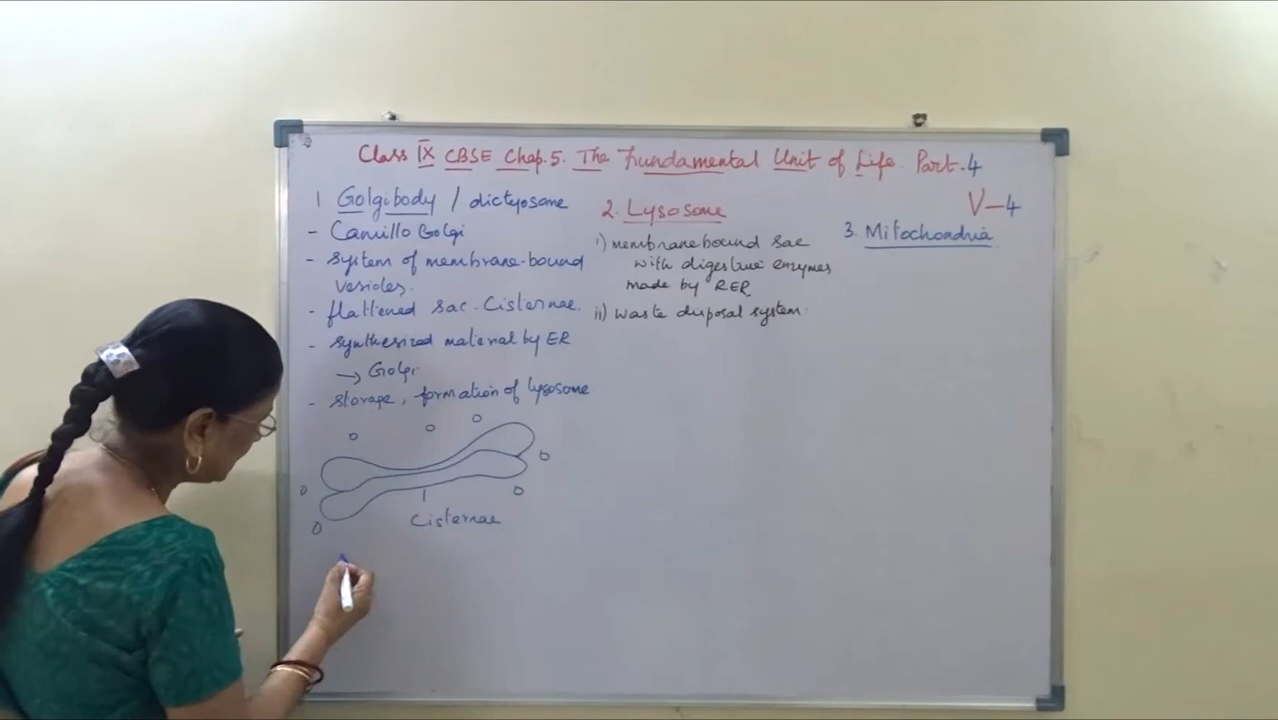 Class IX CBSE Chap. 5. The Fundamental Unit of Life. Part-4
V-4
1 Golgibody / dictyosome
- Camillo Golgi
- System of membrane-bound
vesicles.
- flattened sac - Cisternae.
- synthesized material by ER
→ Golgi
- storage, formation of lysosome
Cisternae
2. Lysosome
i) membrane bound sac
with digestive enzymes
made by RER
ii) waste disposal system.
3. Mitochondria